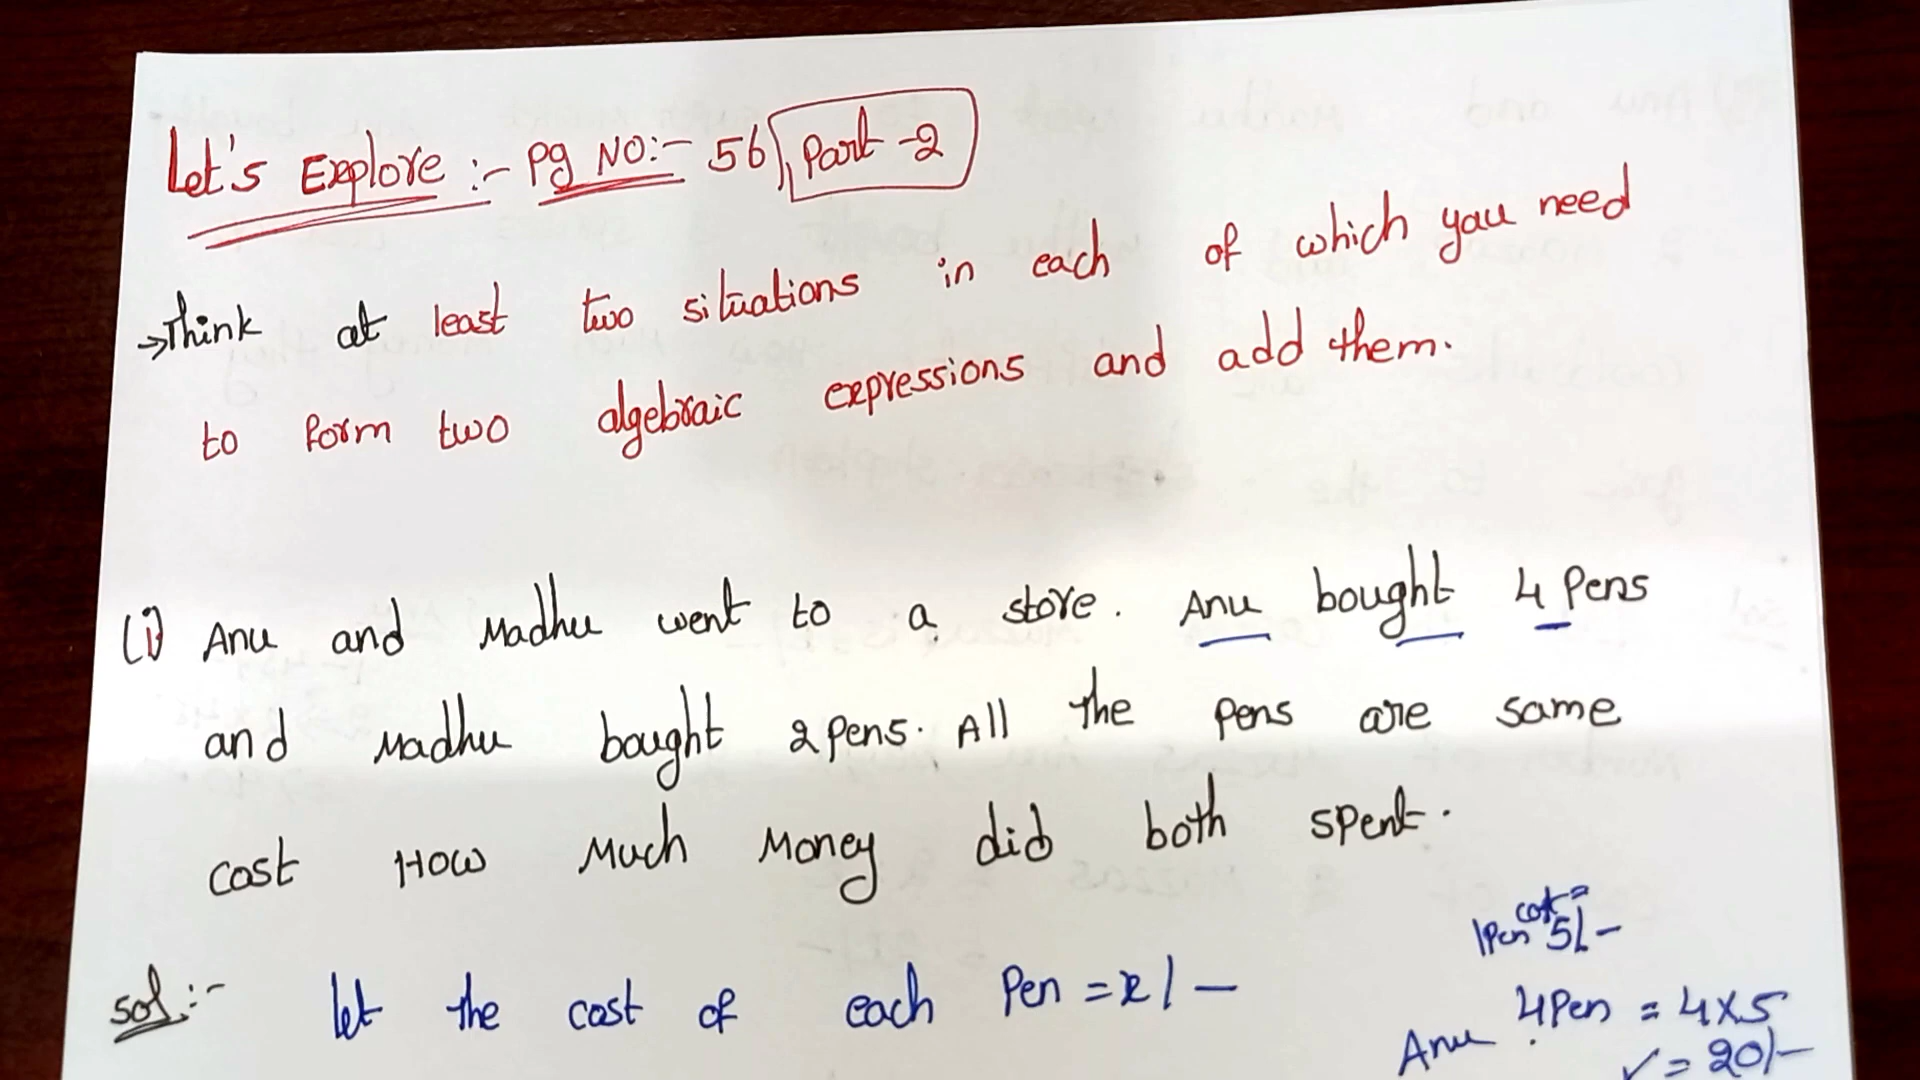 Let's Explore :- Pg NO:- 56), Part -2
→Think at least two situations in each of which you need
to form two algebraic expressions and add them.
(i) Anu and Madhu went to a store. Anu bought 4 Pens
and Madhu bought 2 Pens. All the pens are same
cost How Much Money did both spent.
1Pen cost = 5/-
Sol:- let the cost of each Pen = x/-
4Pen = 4×5
Anu ✓ = 20/-